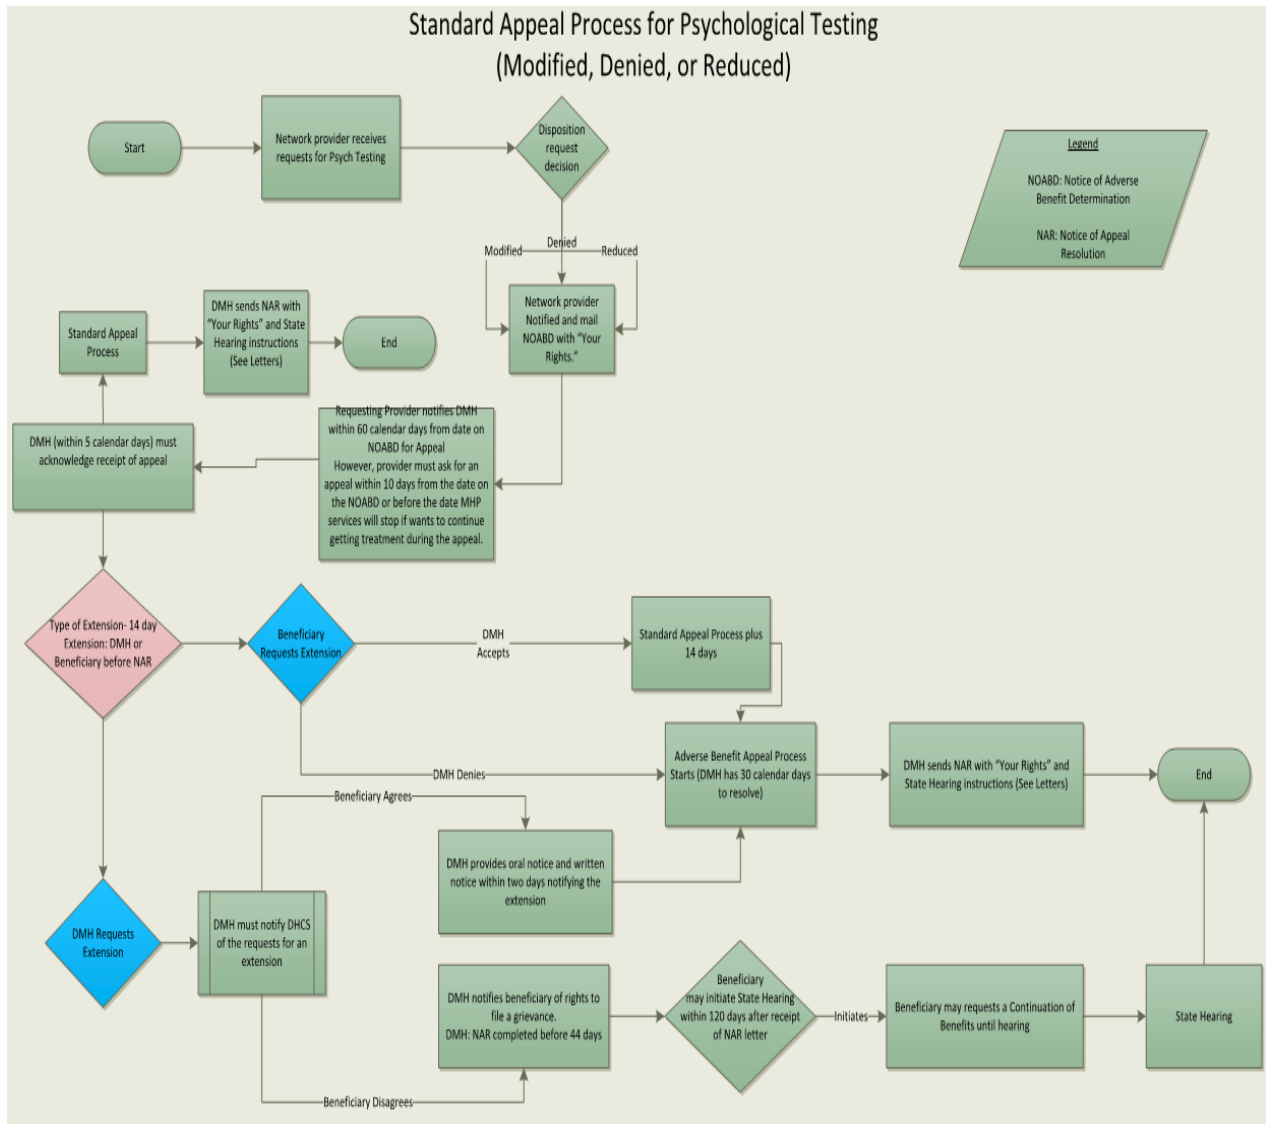 Standard Appeal Process for Psychological Testing
(Modified, Denied, or Reduced)
Start
Network provider receives
requests for Psych Testing
Disposition
request
decision
Legend
NOABD: Notice of Adverse
Benefit Determination
NAR: Notice of Appeal
Resolution
Modified
Denied
Reduced
Network provider
Notified and mail
NOABD with “Your
Rights.”
Standard Appeal
Process
DMH sends NAR with
“Your Rights” and State
Hearing instructions
(See Letters)
End
Requesting Provider notifies DMH
within 60 calendar days from date on
NOABD for Appeal
However, provider must ask for an
appeal within 10 days from the date on
the NOABD or before the date MHP
services will stop if wants to continue
getting treatment during the appeal.
DMH (within 5 calendar days) must
acknowledge receipt of appeal
Type of Extension- 14 day
Extension: DMH or
Beneficiary before NAR
Beneficiary
Requests Extension
DMH
Accepts
Standard Appeal Process plus
14 days
DMH Denies
Adverse Benefit Appeal Process
Starts (DMH has 30 calendar days
to resolve)
DMH sends NAR with “Your Rights” and
State Hearing instructions (See Letters)
End
Beneficiary Agrees
DMH provides oral notice and written
notice within two days notifying the
extension
DMH Requests
Extension
DMH must notify DHCS
of the requests for an
extension
DMH notifies beneficiary of rights to
file a grievance.
DMH: NAR completed before 44 days
Beneficiary
may initiate State Hearing
within 120 days after receipt
of NAR letter
Initiates
Beneficiary may requests a Continuation of
Benefits until hearing
State Hearing
Beneficiary Disagrees